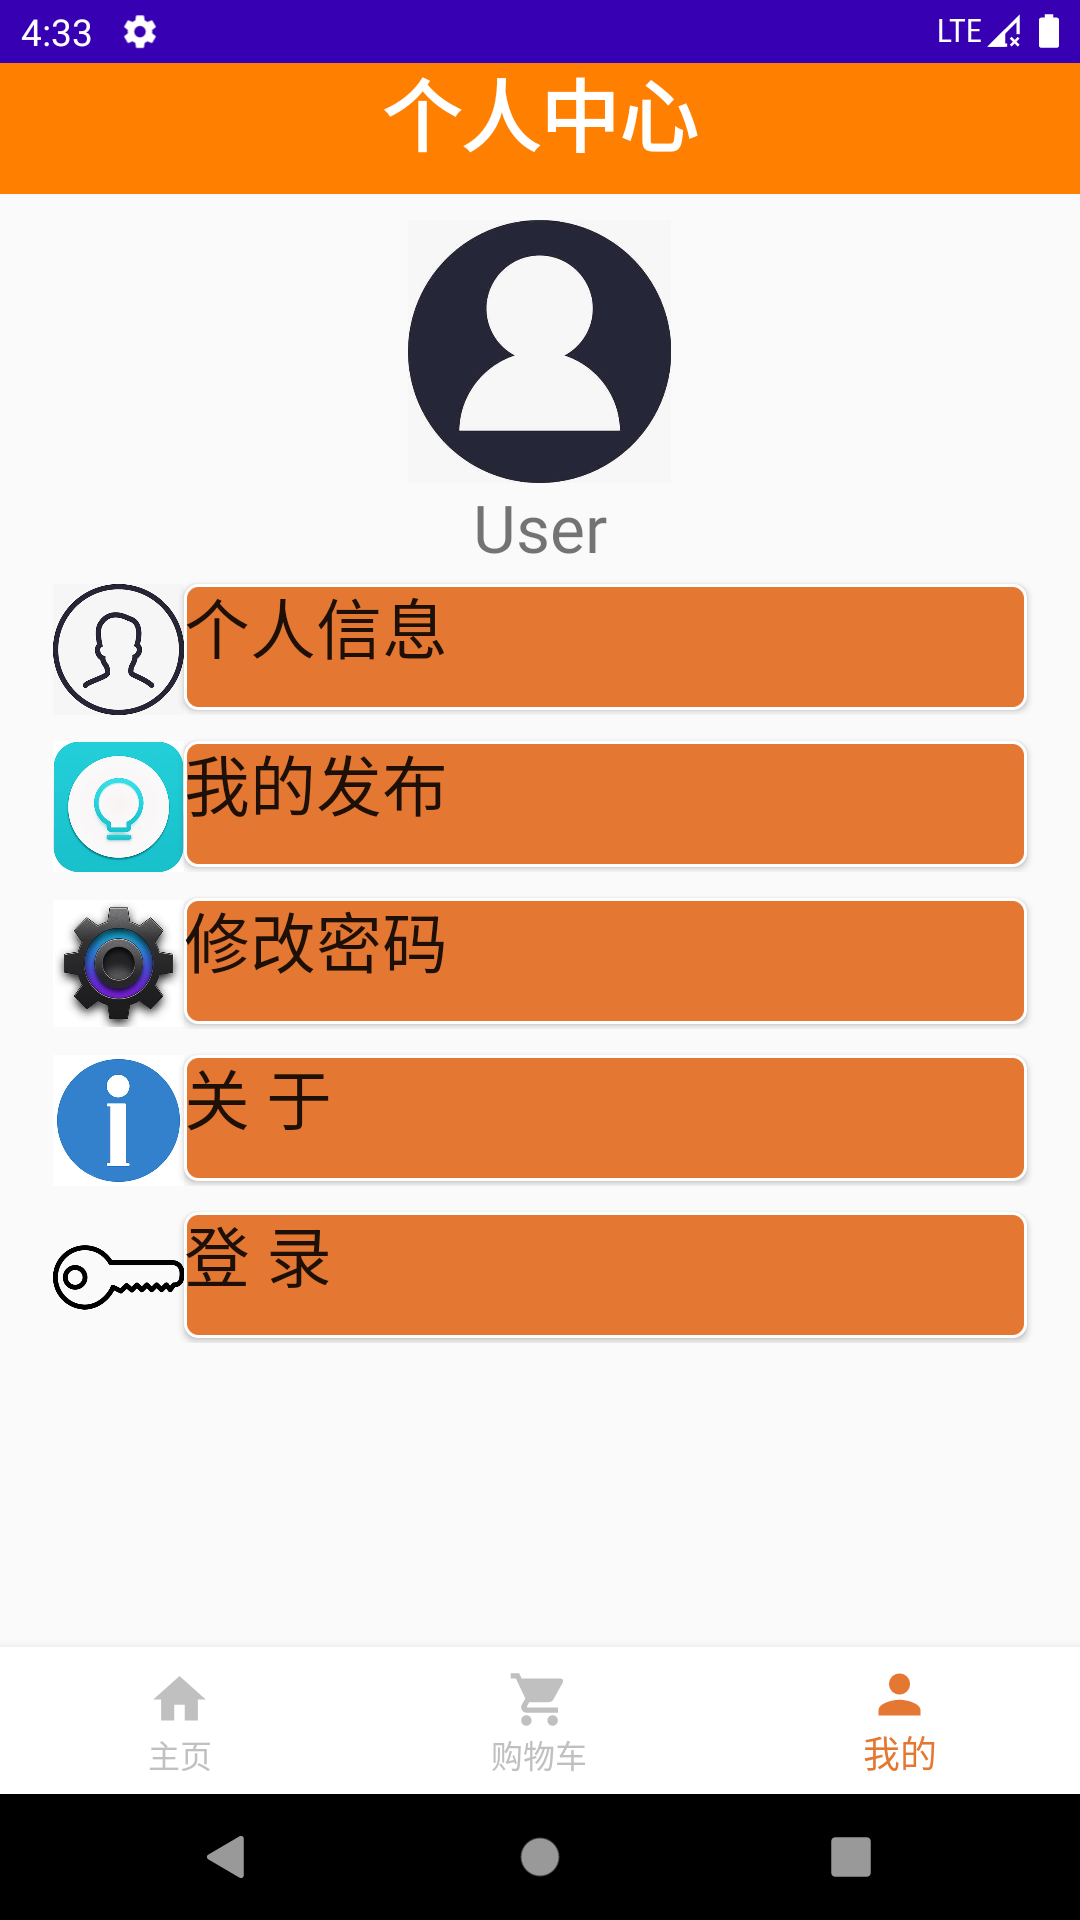 4:33 LTE
个人中心
User
个人信息
我的发布
修改密码
关 于
登 录
主页 购物车 我的